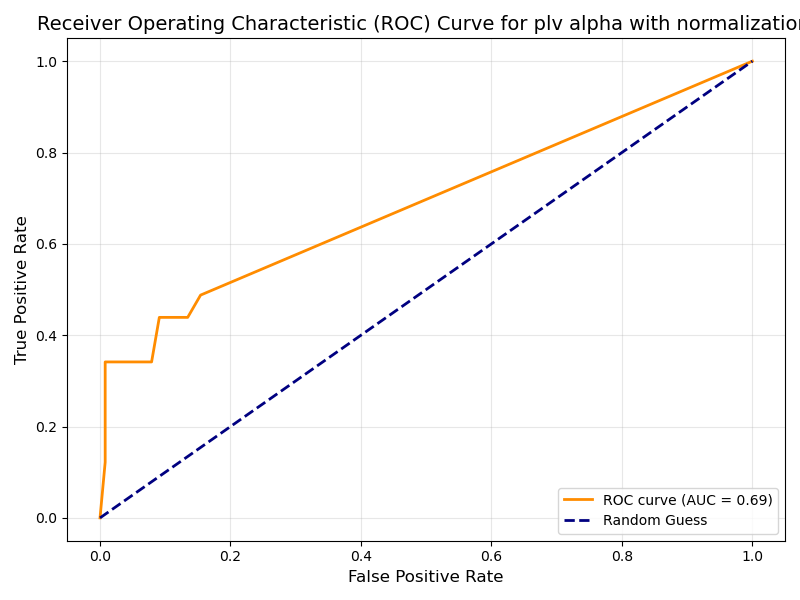 Receiver Operating Characteristic (ROC) Curve for plv alpha with normalization
True Positive Rate
1.0
0.8
0.6
0.4
0.2
0.0
0.0 0.2 0.4 0.6 0.8 1.0
False Positive Rate
ROC curve (AUC = 0.69)
Random Guess